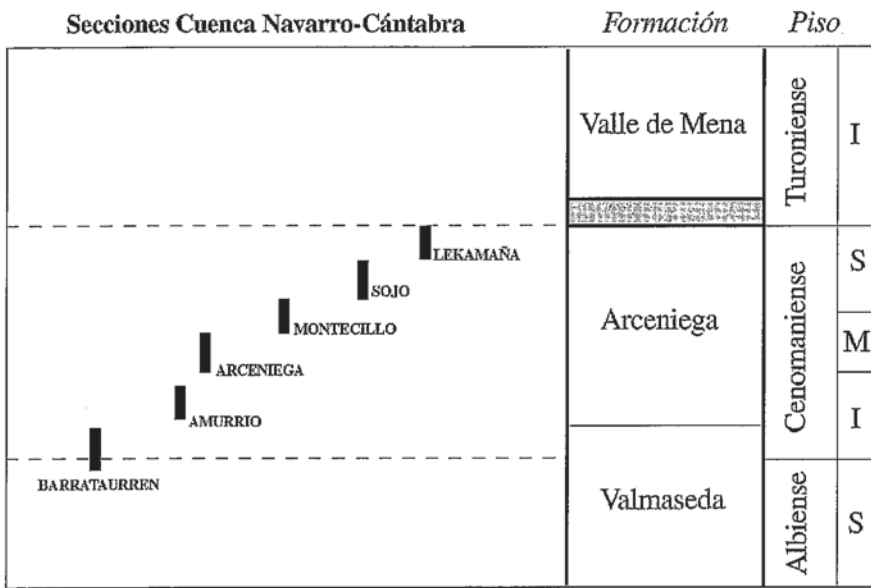 Secciones Cuenca Navarro-Cántabra
Formación
Piso
Valle de Mena
Turoniense
I
LEKAMAÑA
SOJO
MONTECILLO
ARCENIEGA
AMURRIO
BARRATAURREN
Arceniega
Cenomaniense
S
M
I
Valmaseda
Albiense
S